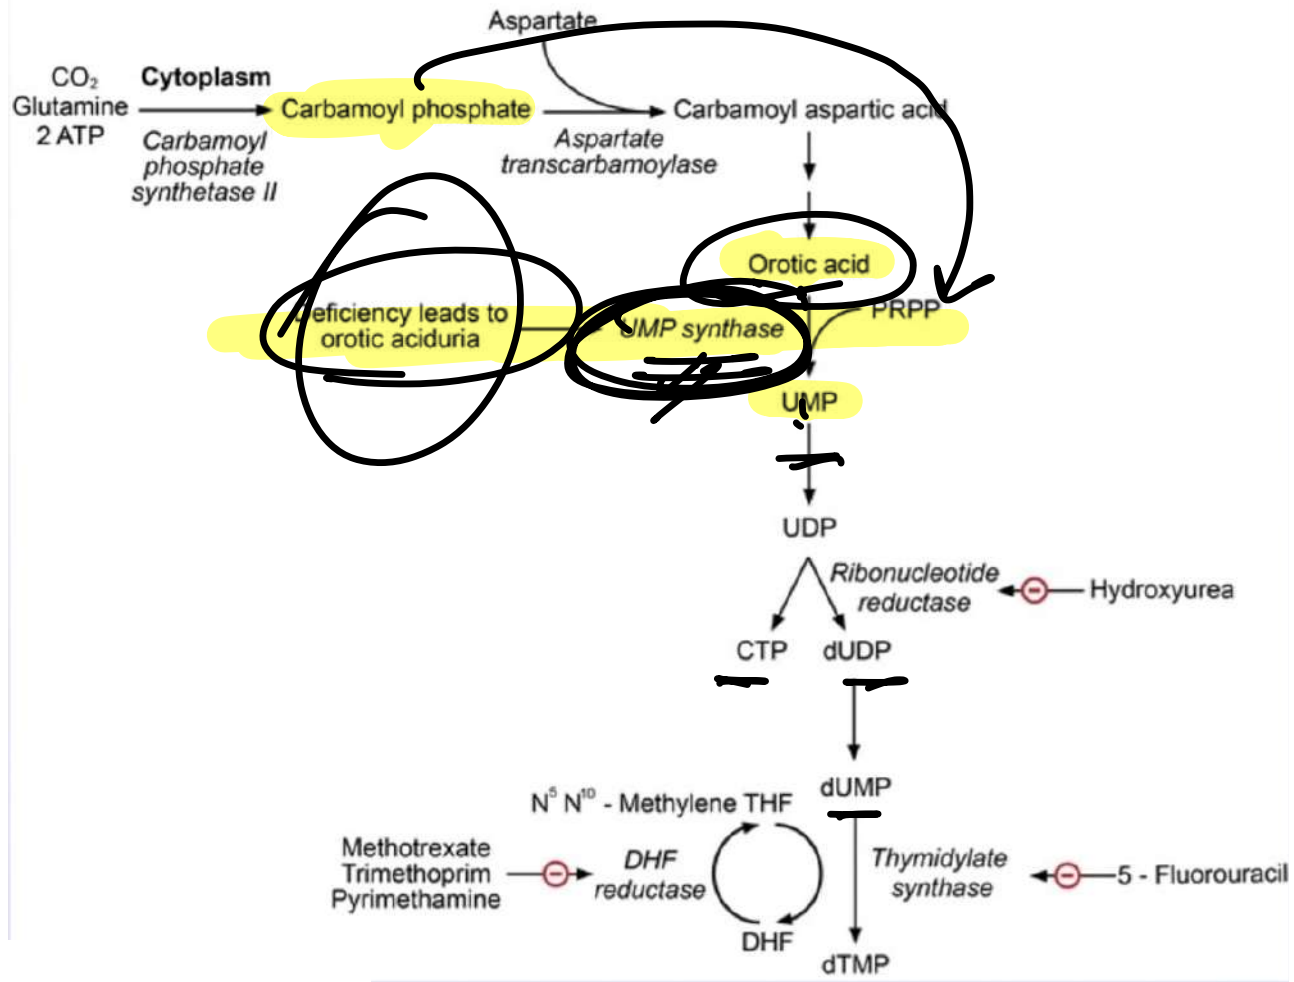 Aspartate
CO₂
Glutamine
2 ATP
Cytoplasm
Carbamoyl
phosphate
synthetase II
Carbamoyl phosphate
Aspartate
transcarbamoylase
Carbamoyl aspartic acid
Orotic acid
Deficiency leads to
orotic aciduria
UMP synthase
PRPP
UMP
UDP
Ribonucleotide
reductase
Hydroxyurea
CTP
dUDP
dUMP
N⁵ N¹⁰ - Methylene THF
Methotrexate
Trimethoprim
Pyrimethamine
DHF
reductase
Thymidylate
synthase
5 - Fluorouracil
DHF
dTMP